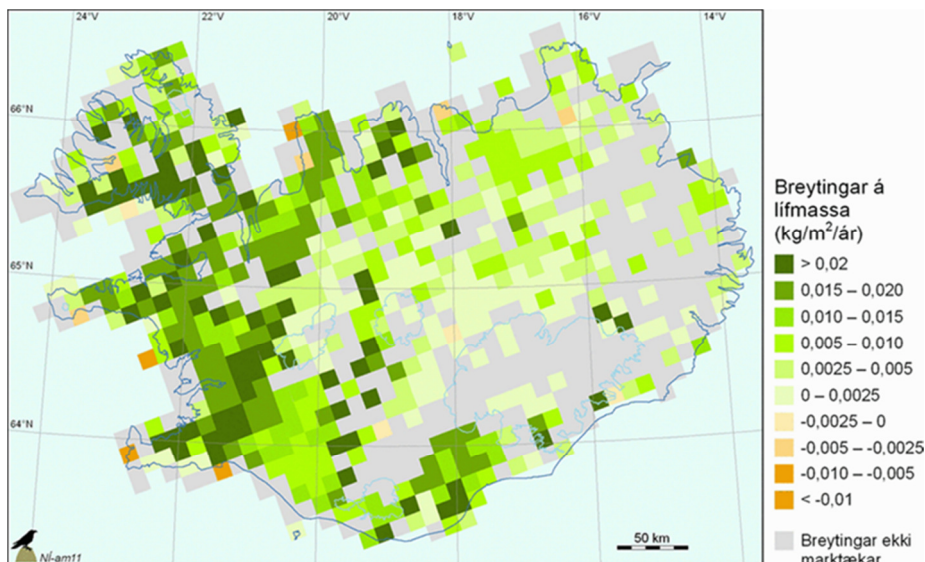 24°V
22°V
20°V
18°V
16°V
14°V
66°N
65°N
64°N
50 km
NÍ-am11
Breytingar á
lífmassa
(kg/m²/ár)
> 0,02
0,015 – 0,020
0,010 – 0,015
0,005 – 0,010
0,0025 – 0,005
0 – 0,0025
-0,0025 – 0
-0,005 – -0,0025
-0,010 – -0,005
< -0,01
Breytingar ekki
marktækar